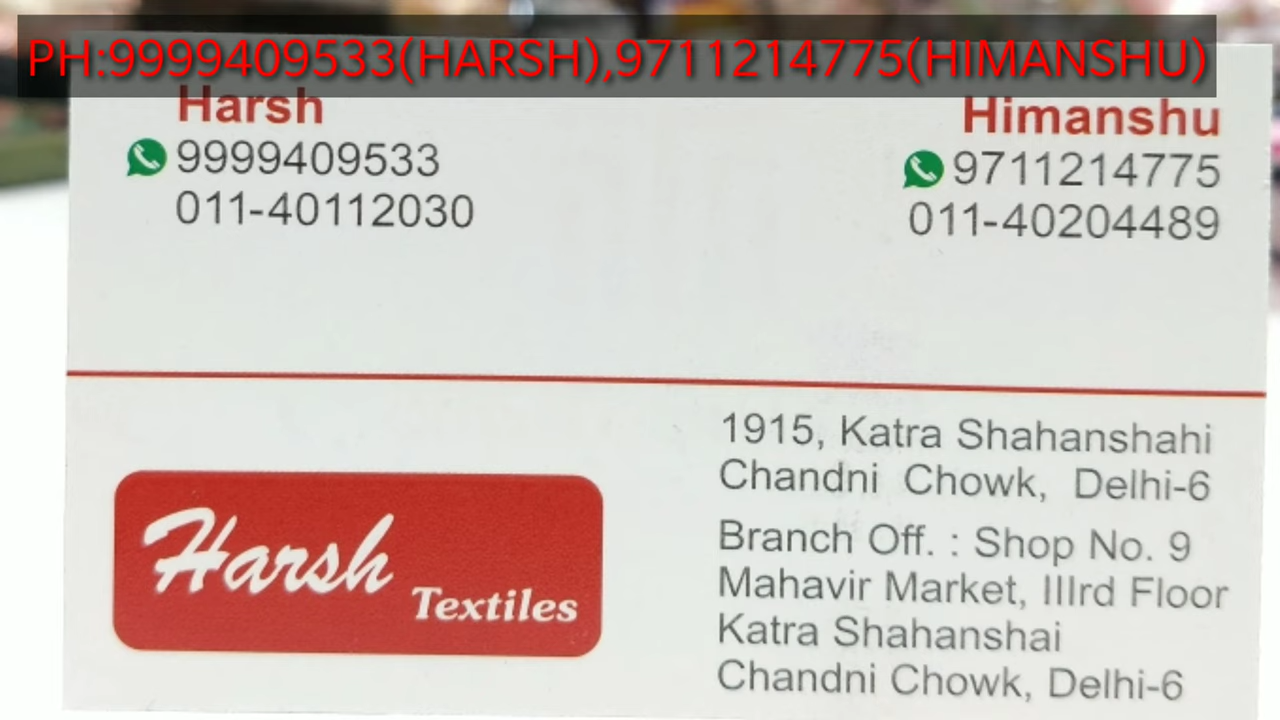 PH:9999409533(HARSH),9711214775(HIMANSHU)
Harsh
9999409533
011-40112030
Himanshu
9711214775
011-40204489
Harsh
Textiles
1915, Katra Shahanshahi
Chandni Chowk, Delhi-6
Branch Off. : Shop No. 9
Mahavir Market, IIIrd Floor
Katra Shahanshai
Chandni Chowk, Delhi-6